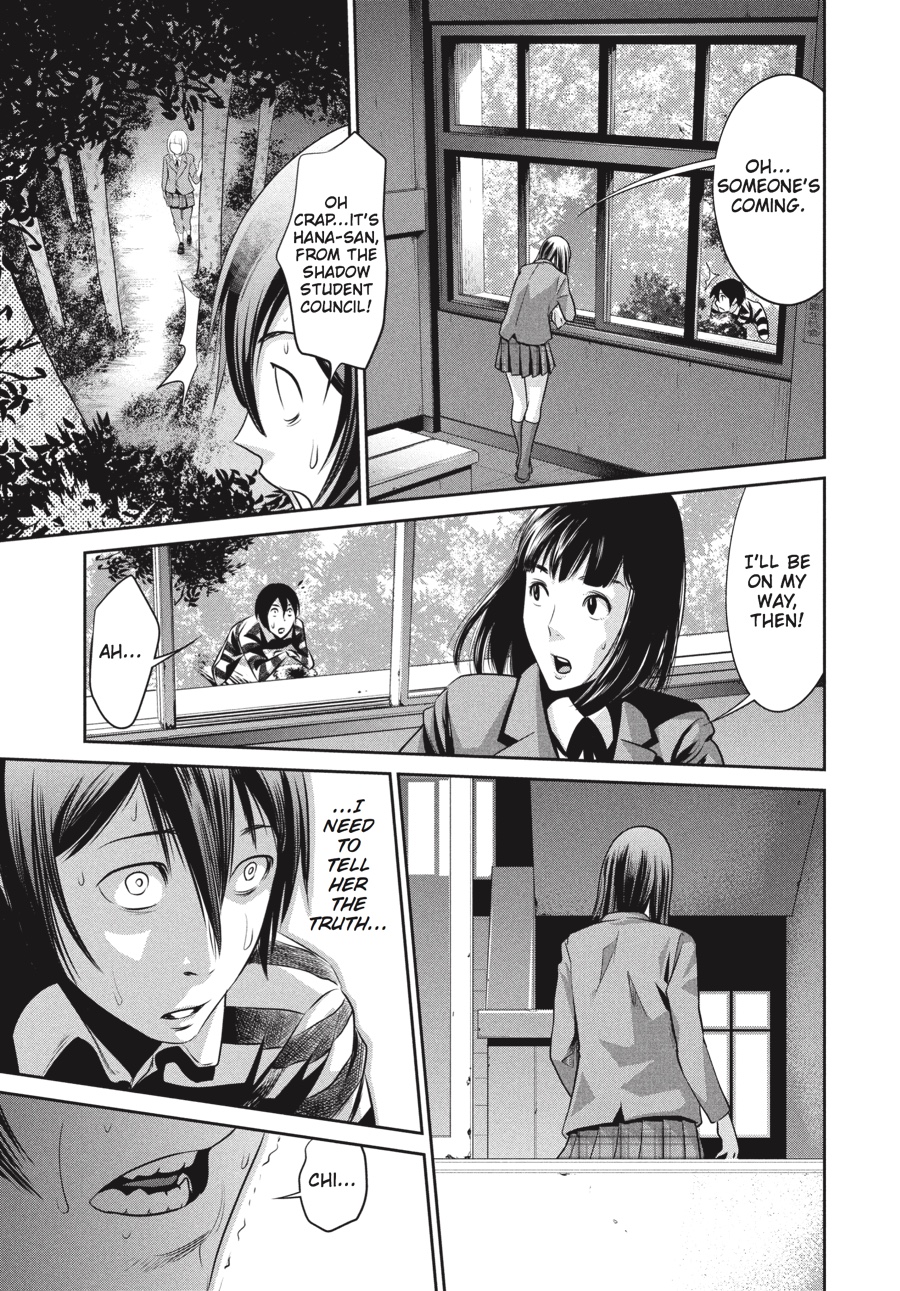 OH...
SOMEONE'S
COMING.
OH
CRAP...IT'S
HANA-SAN,
FROM THE
SHADOW
STUDENT
COUNCIL!
I'LL BE
ON MY
WAY,
THEN!
AH...
...I
NEED
TO
TELL
HER
THE
TRUTH...
CHI...